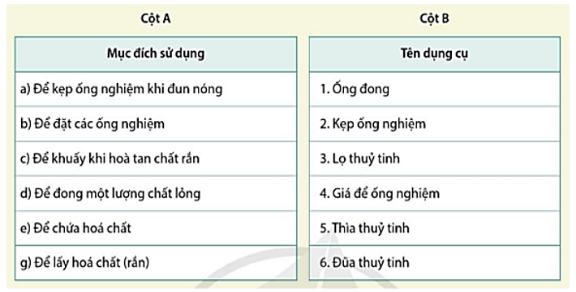 Cột A
Cột B
Mục đích sử dụng
Tên dụng cụ
a) Để kẹp ống nghiệm khi đun nóng
1. Ống đong
b) Để đặt các ống nghiệm
2. Kẹp ống nghiệm
c) Để khuấy khi hoà tan chất rắn
3. Lọ thuỷ tinh
d) Để đong một lượng chất lỏng
4. Giá để ống nghiệm
e) Để chứa hoá chất
5. Thìa thuỷ tinh
g) Để lấy hoá chất (rắn)
6. Đũa thuỷ tinh